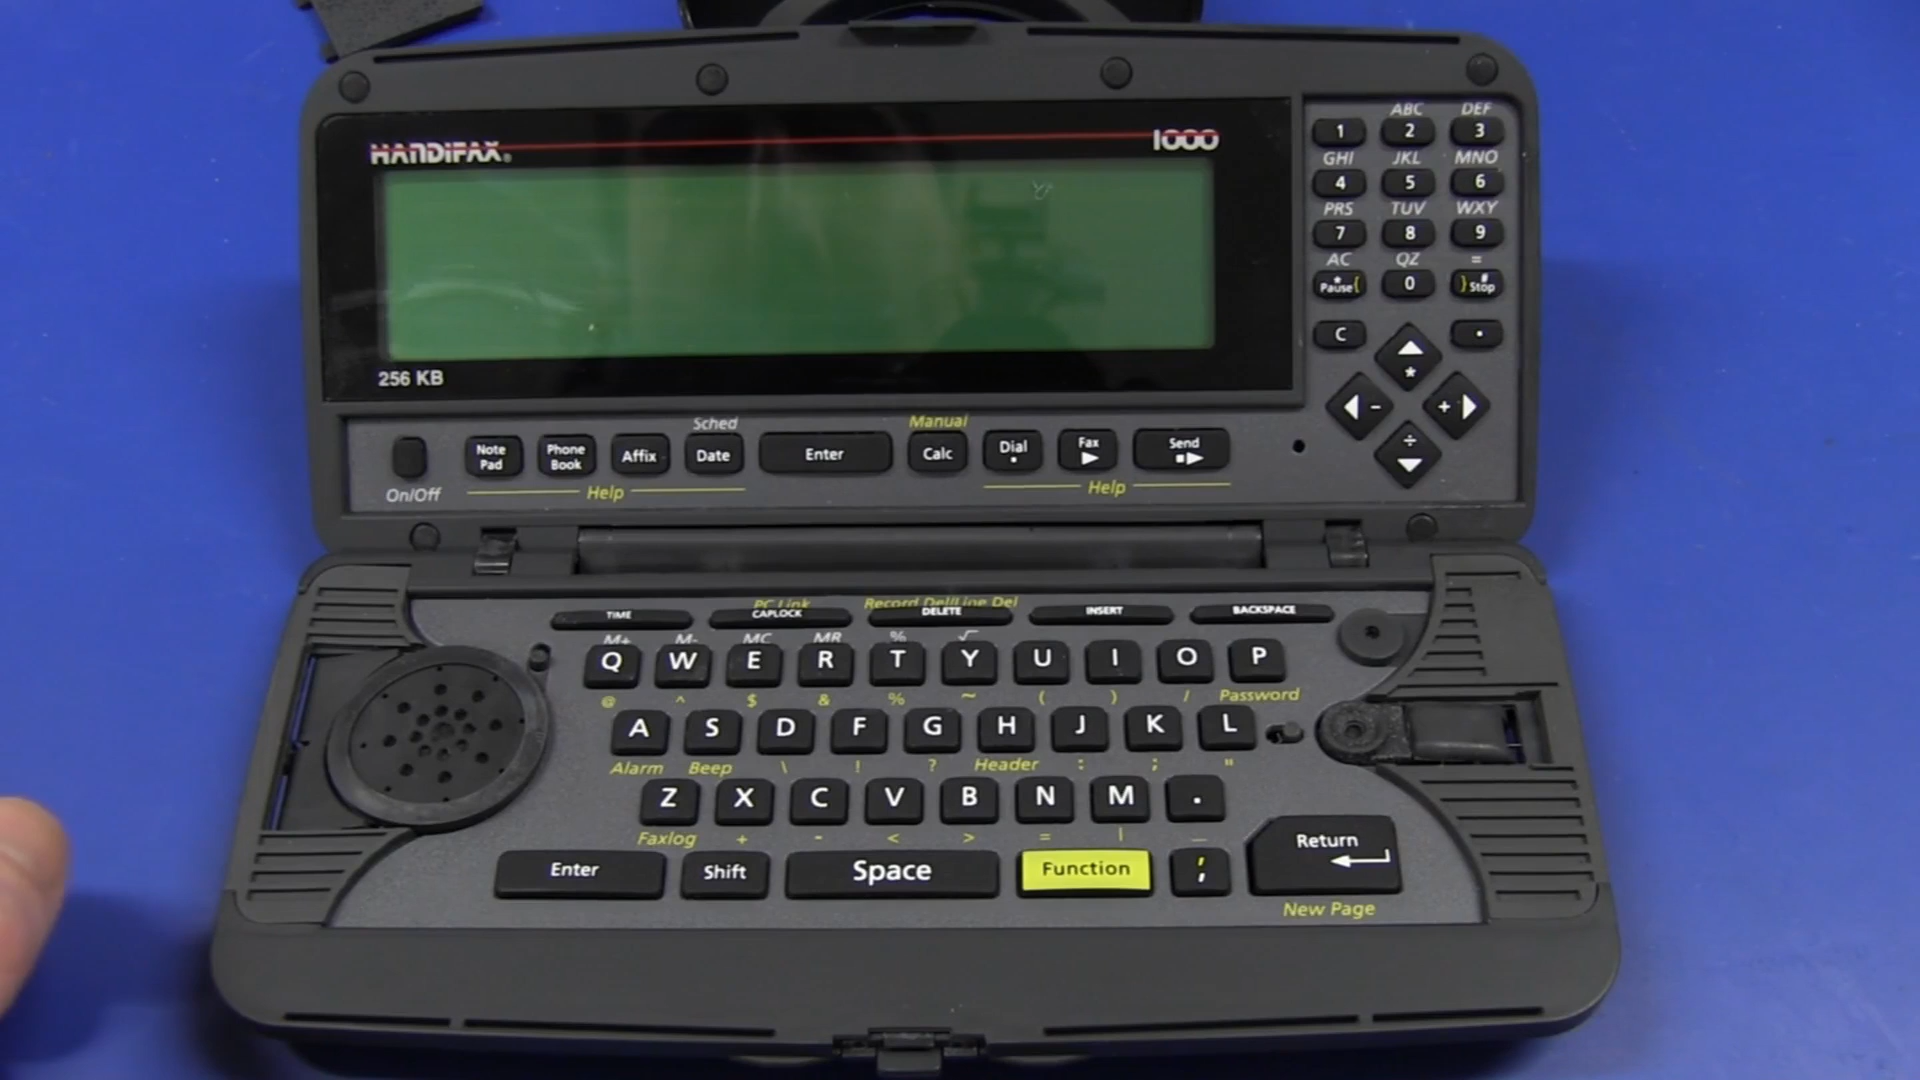 HANDIFAX® 1000
ABC DEF
1 2 3
GHI JKL MNO
4 5 6
PRS TUV WXY
7 8 9
AC QZ =
* Pause { 0 } # Stop
C .
*
- +
÷
256 KB
Sched Manual
Note Pad Phone Book Affix Date Enter Calc Dial Fax Send
On/Off Help Help
PC Link Record Del/Line Del
TIME CAPLOCK DELETE INSERT BACKSPACE
M+ M- MC MR % √
Q W E R T Y U I O P
@ ^ $ & % ~ ( ) / Password
A S D F G H J K L
Alarm Beep \ ! ? Header : ; "
Z X C V B N M .
Faxlog + - < > = | _
Enter Shift Space Function ' , Return
New Page